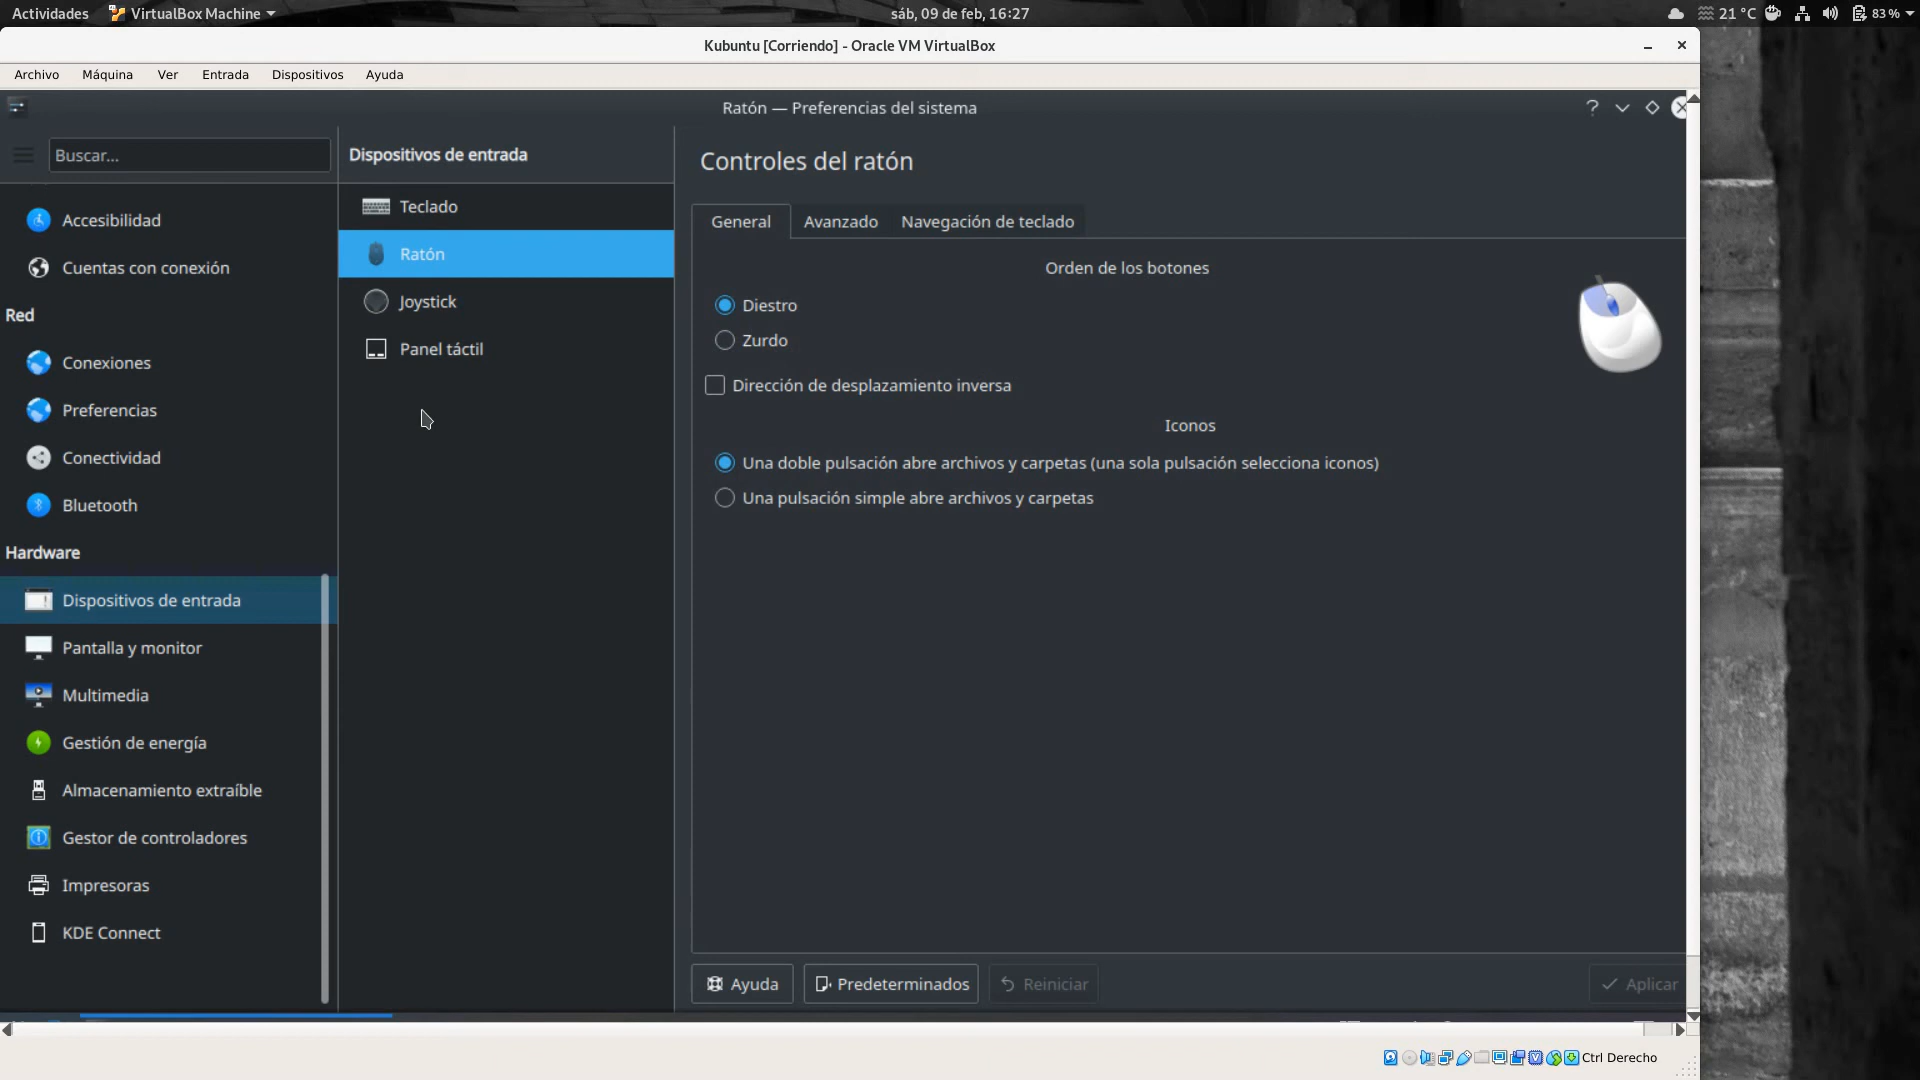 Actividades VirtualBox Machine sáb, 09 de feb, 16:27 21 °C 83 %
Kubuntu [Corriendo] - Oracle VM VirtualBox
Archivo Máquina Ver Entrada Dispositivos Ayuda
Ratón — Preferencias del sistema
Buscar...
Accesibilidad
Cuentas con conexión
Red
Conexiones
Preferencias
Conectividad
Bluetooth
Hardware
Dispositivos de entrada
Pantalla y monitor
Multimedia
Gestión de energía
Almacenamiento extraíble
Gestor de controladores
Impresoras
KDE Connect
Dispositivos de entrada
Teclado
Ratón
Joystick
Panel táctil
Controles del ratón
General Avanzado Navegación de teclado
Orden de los botones
Diestro
Zurdo
Dirección de desplazamiento inversa
Iconos
Una doble pulsación abre archivos y carpetas (una sola pulsación selecciona iconos)
Una pulsación simple abre archivos y carpetas
Ayuda Predeterminados Reiniciar Aplicar
Ctrl Derecho